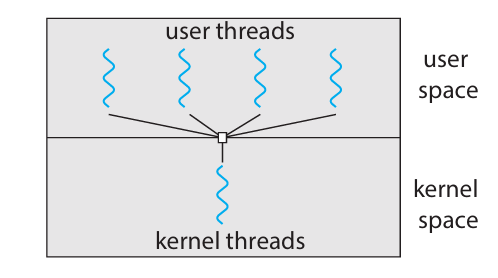 user threads
user
space
kernel
space
kernel threads